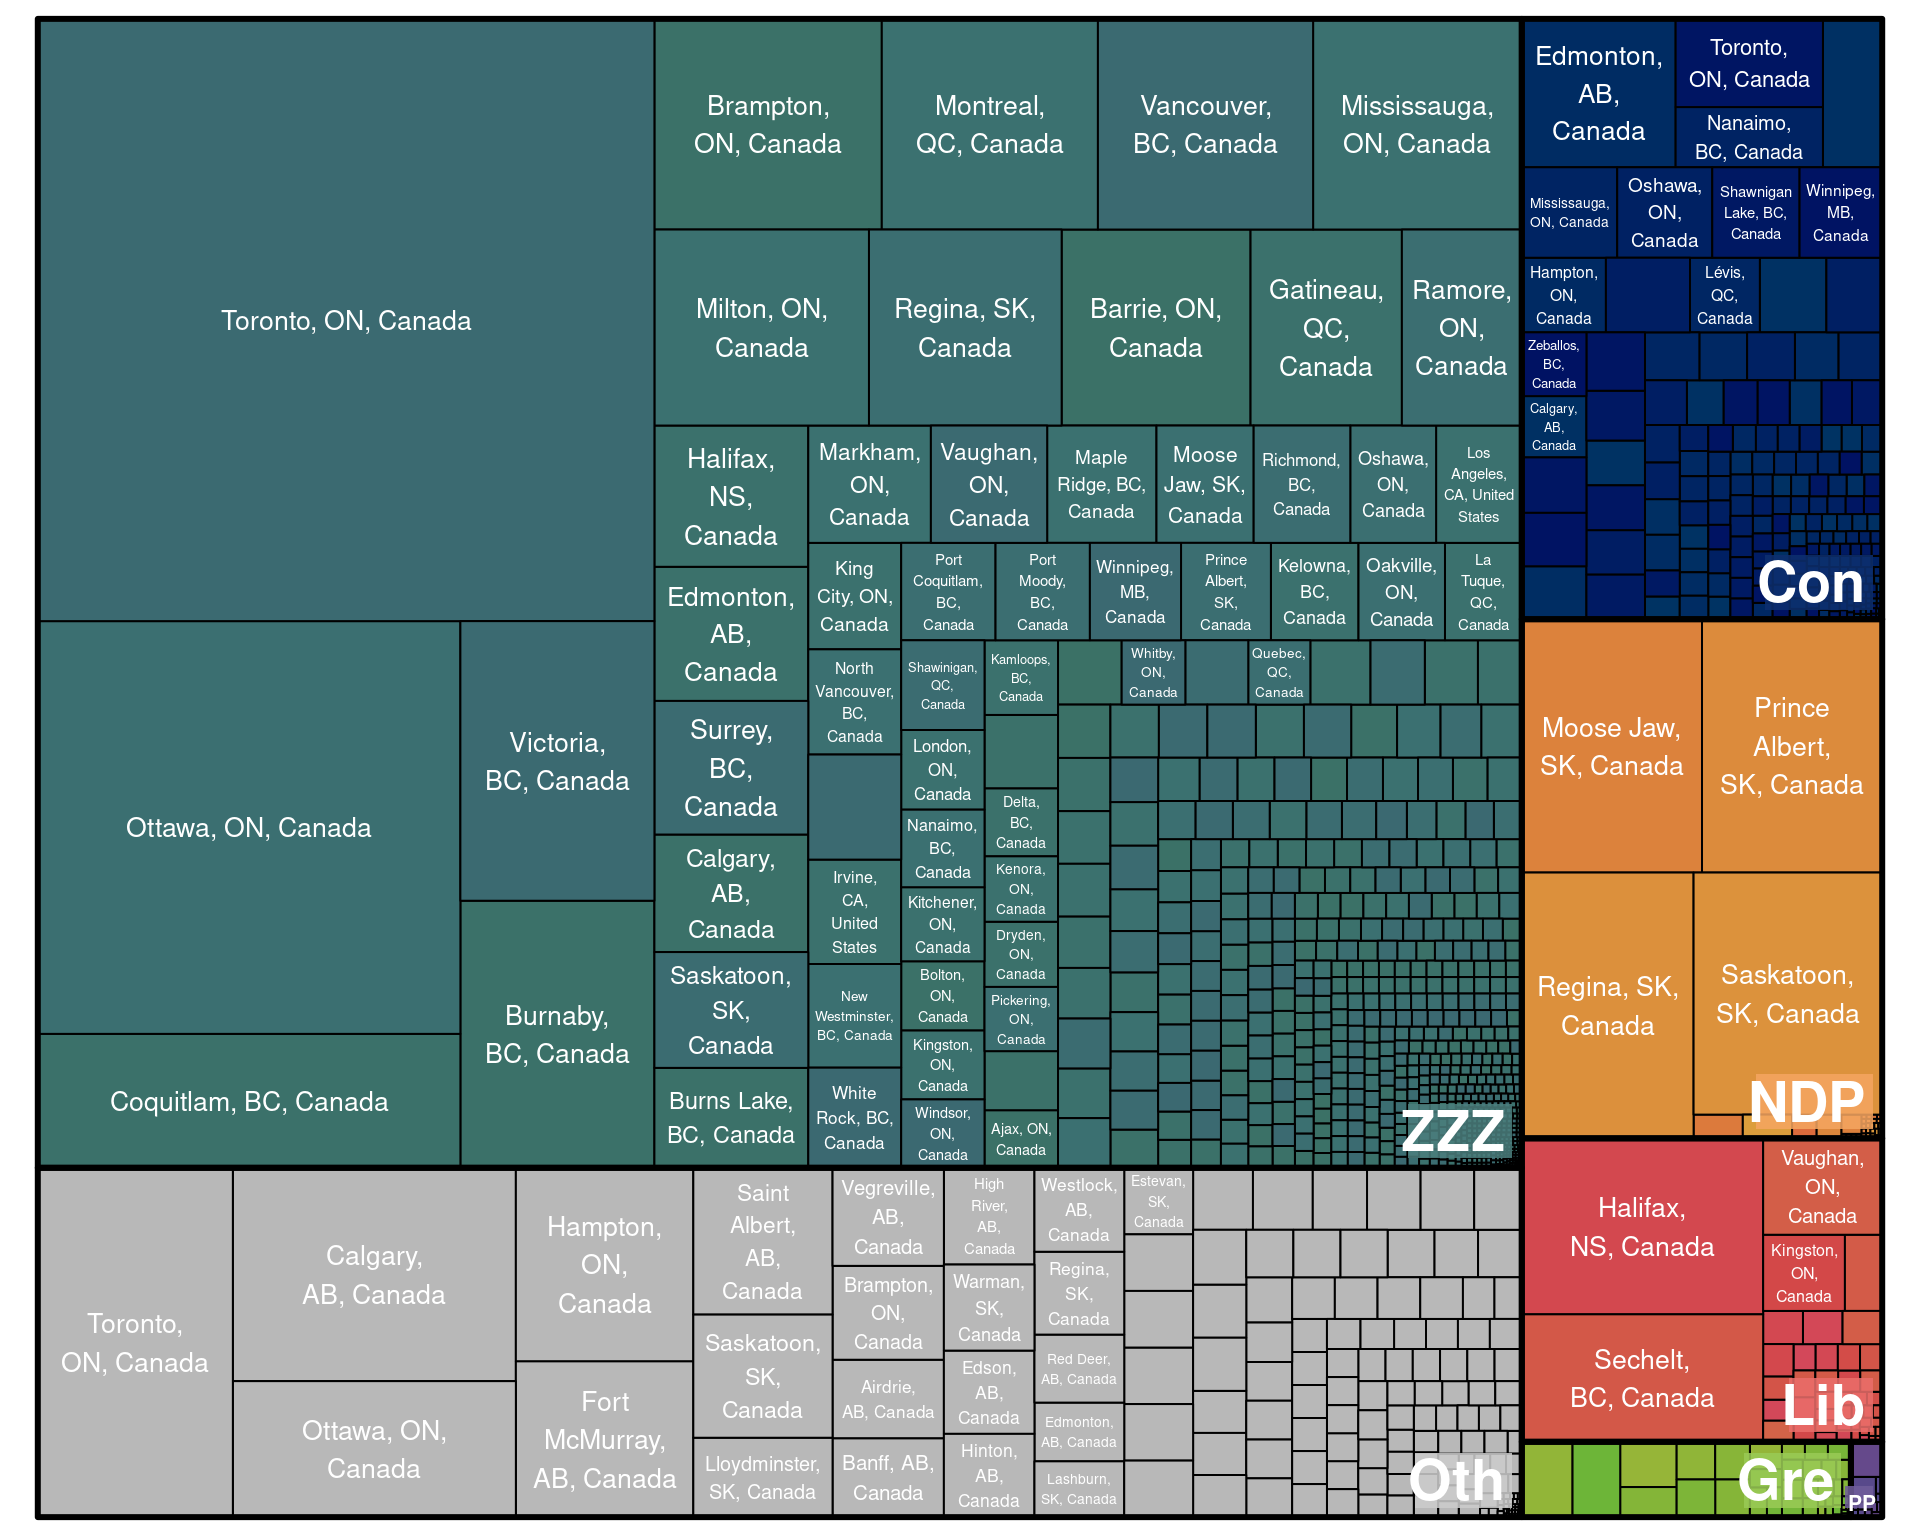 Toronto, ON, Canada
Ottawa, ON, Canada
Coquitlam, BC, Canada
Victoria,
BC, Canada
Burnaby,
BC, Canada
Brampton,
ON, Canada
Montreal,
QC, Canada
Vancouver,
BC, Canada
Mississauga,
ON, Canada
Milton, ON,
Canada
Regina, SK,
Canada
Barrie, ON,
Canada
Gatineau,
QC,
Canada
Ramore,
ON,
Canada
Halifax,
NS,
Canada
Edmonton,
AB,
Canada
Surrey,
BC,
Canada
Calgary,
AB,
Canada
Saskatoon,
SK,
Canada
Burns Lake,
BC, Canada
Markham,
ON,
Canada
Vaughan,
ON,
Canada
Maple
Ridge, BC,
Canada
Moose
Jaw, SK,
Canada
Richmond,
BC,
Canada
Oshawa,
ON,
Canada
Los
Angeles,
CA, United
States
King
City, ON,
Canada
North
Vancouver,
BC,
Canada
Irvine,
CA,
United
States
New
Westminster,
BC, Canada
White
Rock, BC,
Canada
Port
Coquitlam,
BC,
Canada
Port
Moody,
BC,
Canada
Winnipeg,
MB,
Canada
Prince
Albert,
SK,
Canada
Kelowna,
BC,
Canada
Oakville,
ON,
Canada
La
Tuque,
QC,
Canada
Shawinigan,
QC,
Canada
London,
ON,
Canada
Nanaimo,
BC,
Canada
Kitchener,
ON,
Canada
Bolton,
ON,
Canada
Kingston,
ON,
Canada
Windsor,
ON,
Canada
Kamloops,
BC,
Canada
Delta,
BC,
Canada
Kenora,
ON,
Canada
Dryden,
ON,
Canada
Pickering,
ON,
Canada
Ajax, ON,
Canada
Whitby,
ON,
Canada
Quebec,
QC,
Canada
ZZZ
Edmonton,
AB,
Canada
Toronto,
ON, Canada
Nanaimo,
BC, Canada
Mississauga,
ON, Canada
Oshawa,
ON,
Canada
Shawnigan
Lake, BC,
Canada
Winnipeg,
MB,
Canada
Hampton,
ON,
Canada
Lévis,
QC,
Canada
Zeballos,
BC,
Canada
Calgary,
AB,
Canada
Con
Moose Jaw,
SK, Canada
Prince
Albert,
SK, Canada
Regina, SK,
Canada
Saskatoon,
SK, Canada
NDP
Halifax,
NS, Canada
Sechelt,
BC, Canada
Vaughan,
ON,
Canada
Kingston,
ON,
Canada
Lib
Gre
PP
Toronto,
ON, Canada
Calgary,
AB, Canada
Ottawa, ON,
Canada
Hampton,
ON,
Canada
Fort
McMurray,
AB, Canada
Saint
Albert,
AB,
Canada
Saskatoon,
SK,
Canada
Lloydminster,
SK, Canada
Vegreville,
AB,
Canada
Brampton,
ON,
Canada
Airdrie,
AB, Canada
Banff, AB,
Canada
High
River,
AB,
Canada
Warman,
SK,
Canada
Edson,
AB,
Canada
Hinton,
AB,
Canada
Westlock,
AB,
Canada
Regina,
SK,
Canada
Red Deer,
AB, Canada
Edmonton,
AB, Canada
Lashburn,
SK, Canada
Estevan,
SK,
Canada
Oth